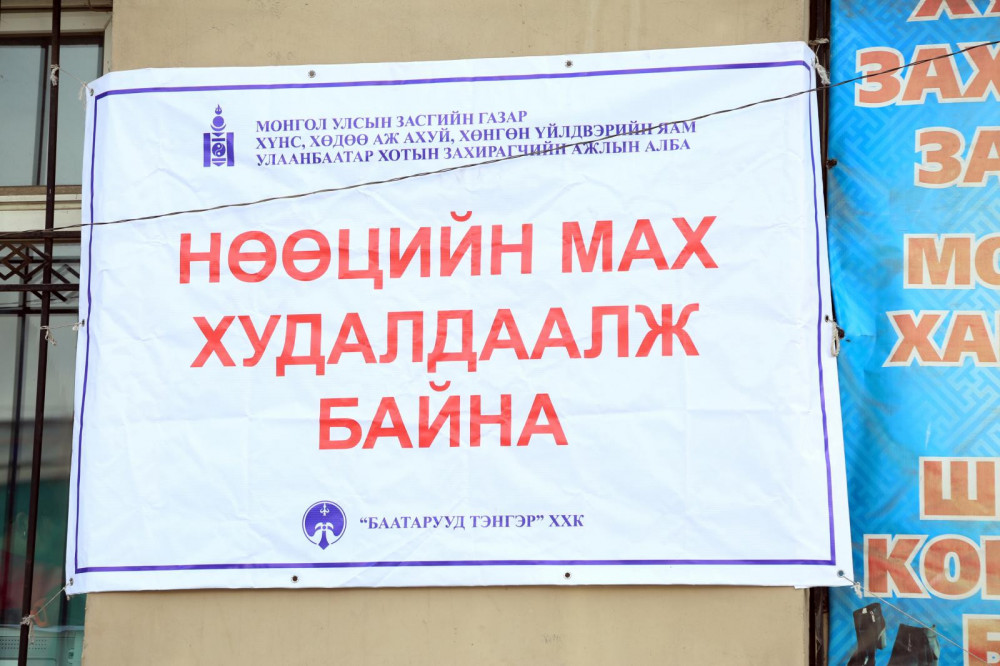 МОНГОЛ УЛСЫН ЗАСГИЙН ГАЗАР
ХҮНС, ХӨДӨӨ АЖ АХУЙ, ХӨНГӨН ҮЙЛДВЭРИЙН ЯАМ
УЛААНБААТАР ХОТЫН ЗАХИРАГЧИЙН АЖЛЫН АЛБА
НӨӨЦИЙН МАХ
ХУДАЛДААЛЖ
БАЙНА
"БААТАРУУД ТЭНГЭР" ХХК